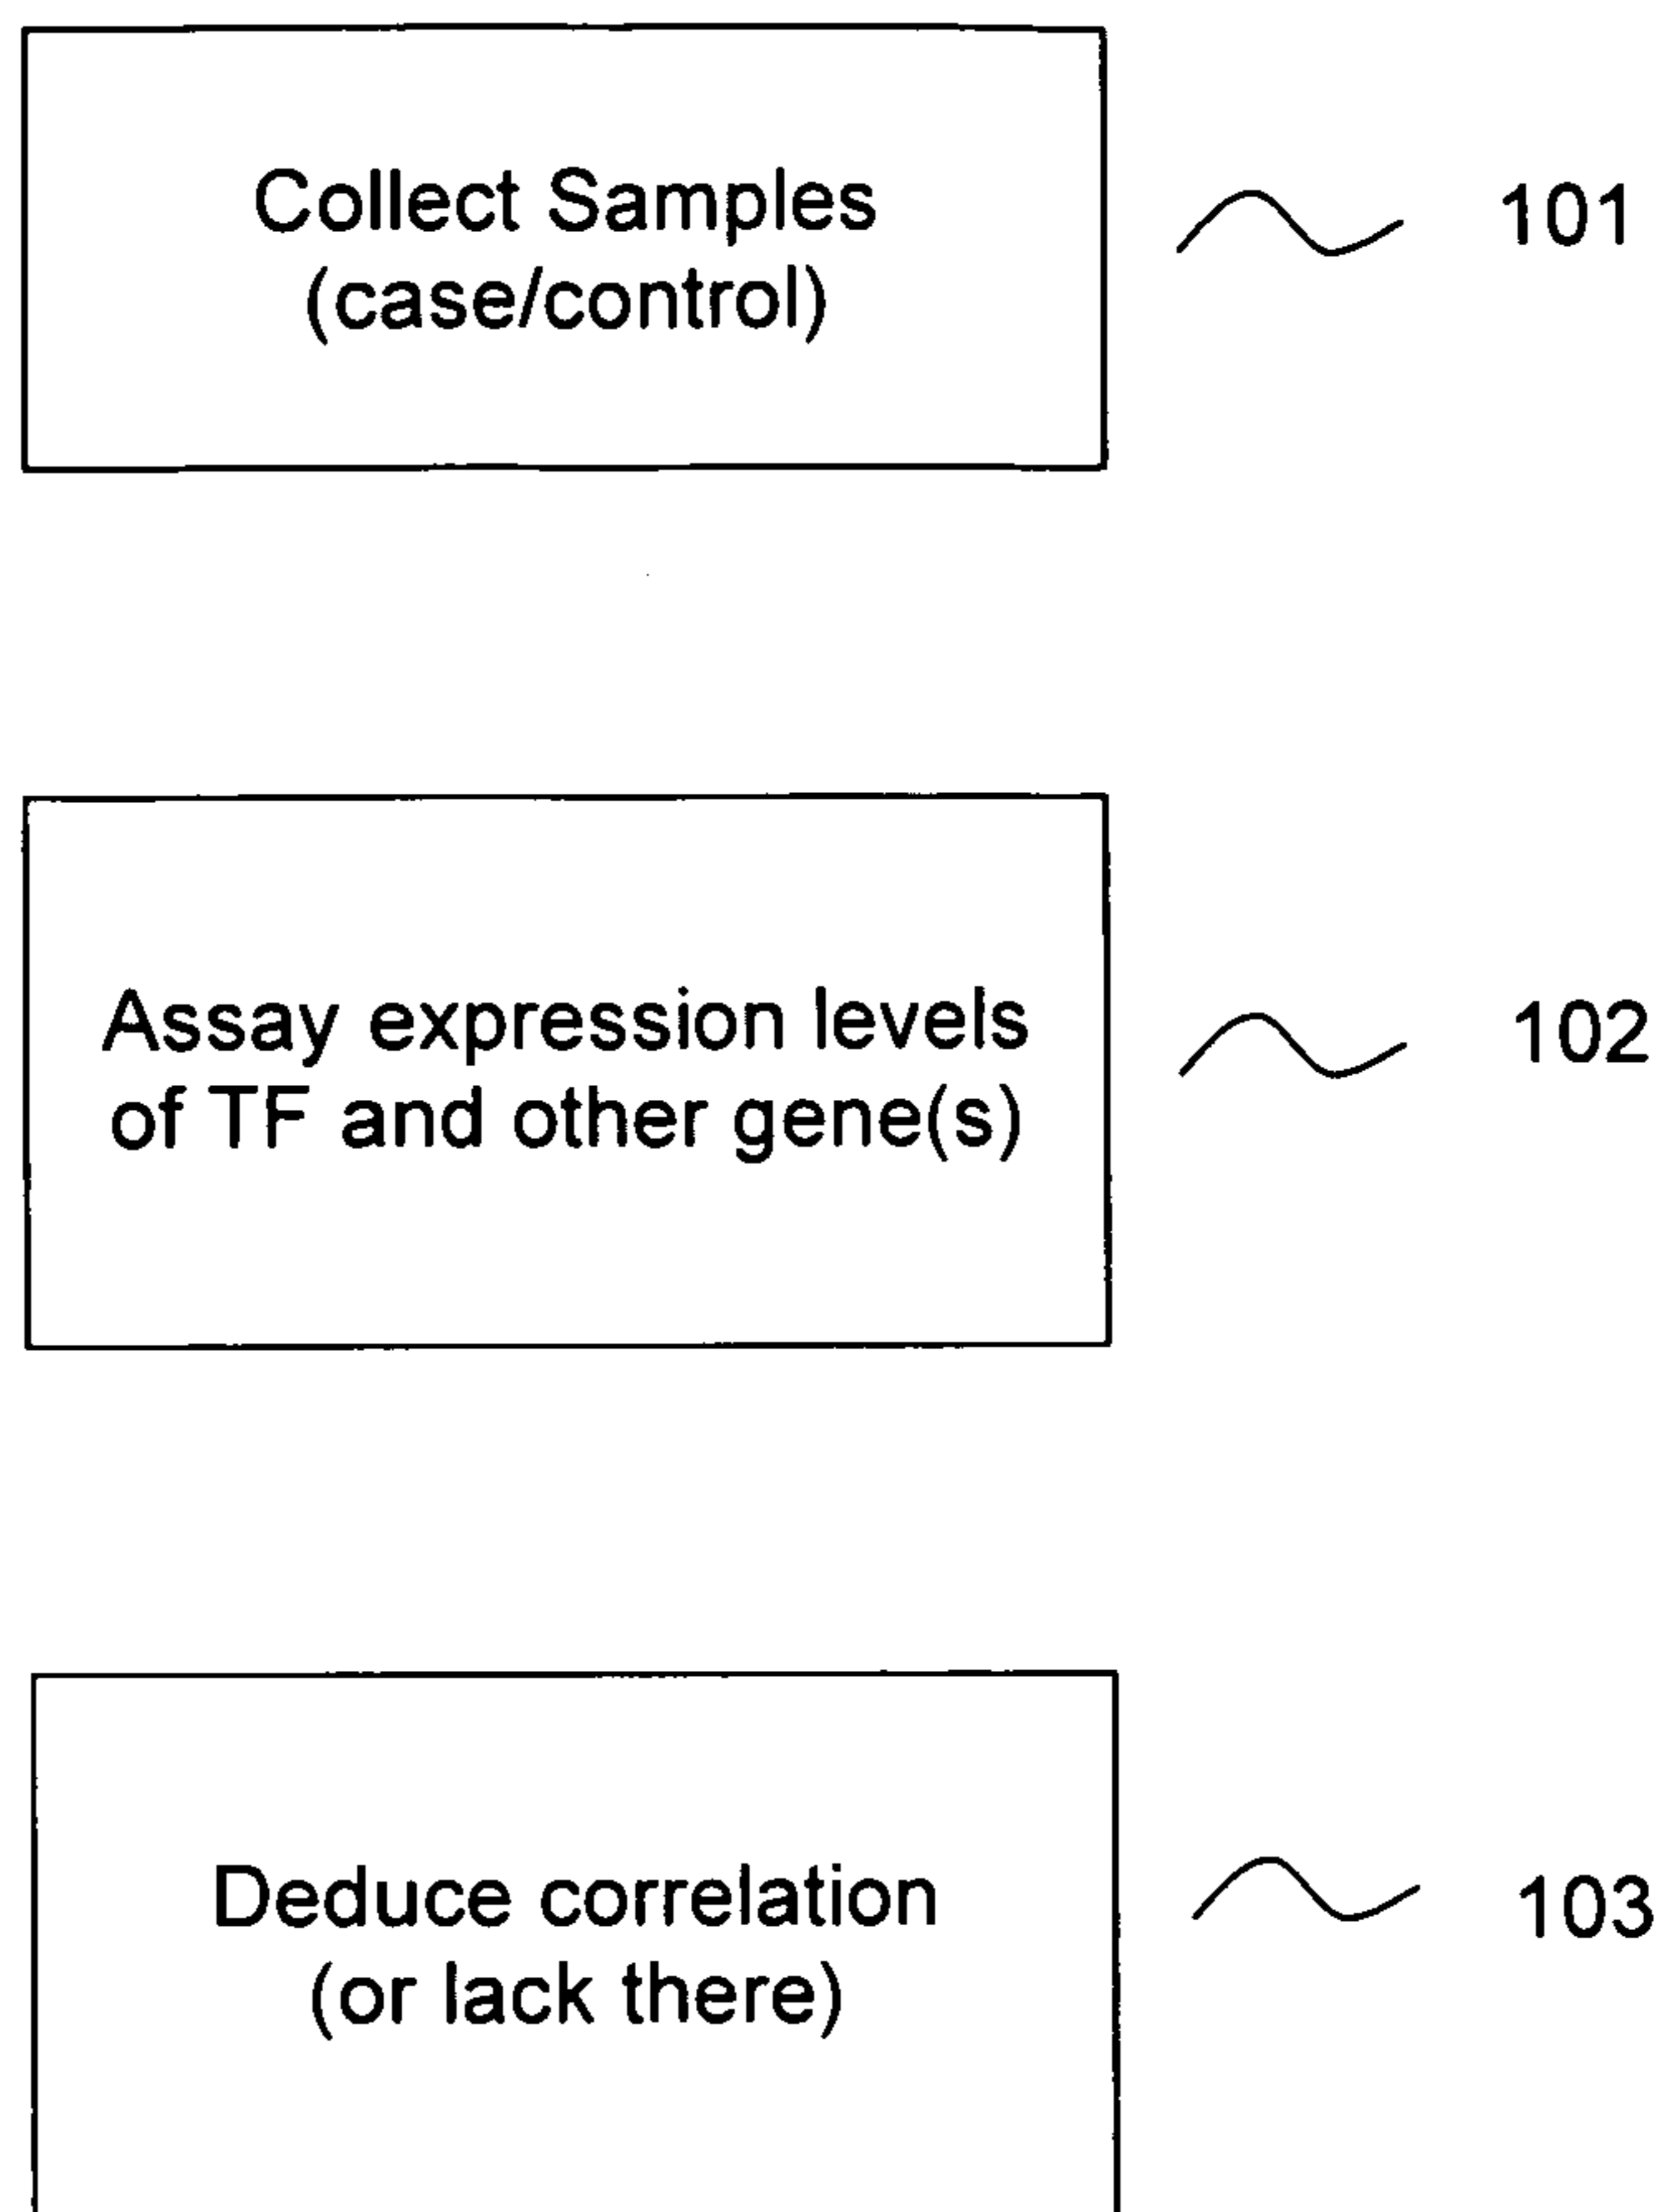 Collect Samples
(case/control)
101
Assay expression levels
of TF and other gene(s)
102
Deduce correlation
(or lack there)
103